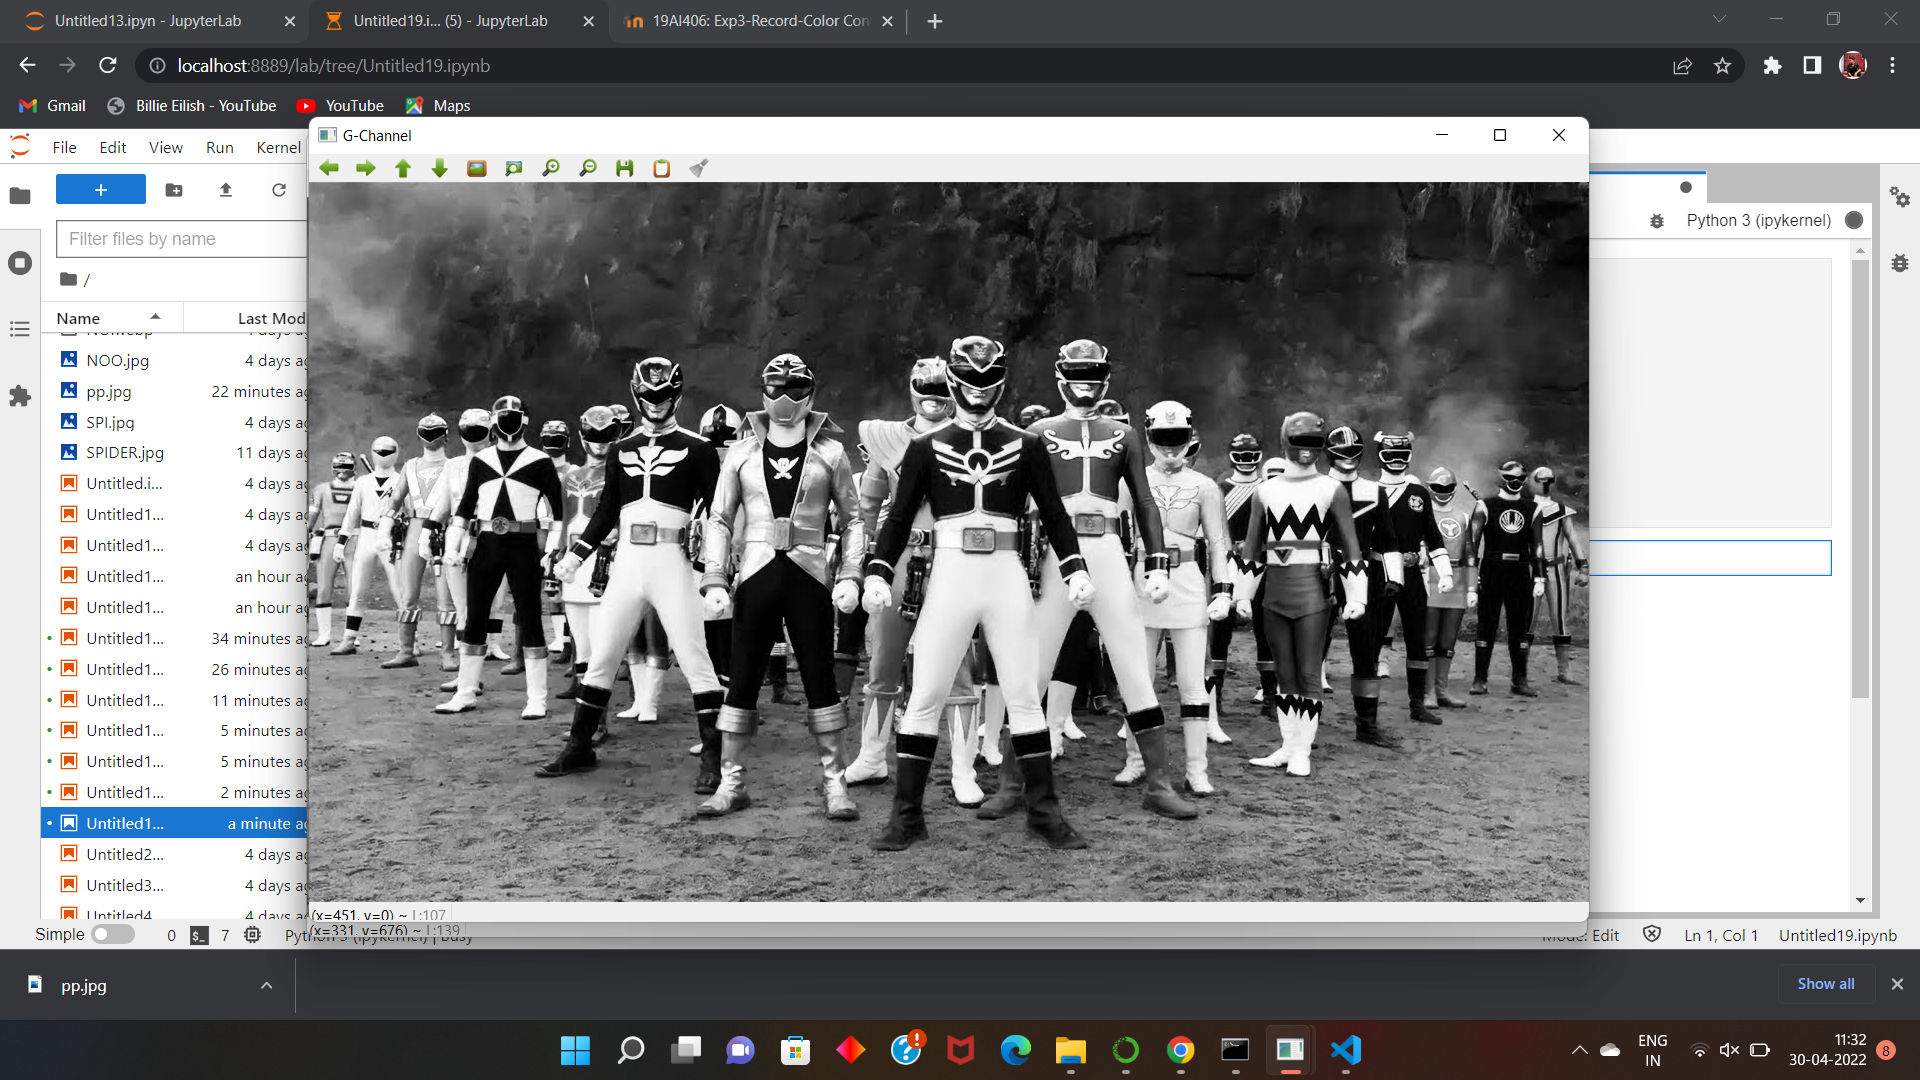 Untitled13.ipyn - JupyterLab
Untitled19.i… (5) - JupyterLab
19AI406: Exp3-Record-Color Con
localhost:8889/lab/tree/Untitled19.ipynb
Gmail
Billie Eilish - YouTube
YouTube
Maps
File Edit View Run Kernel
G-Channel
Python 3 (ipykernel)
Filter files by name
/
Name Last Mod
NOO.jpg 4 days ag
pp.jpg 22 minutes ag
SPI.jpg 4 days ag
SPIDER.jpg 11 days ag
Untitled.i... 4 days ag
Untitled1... 4 days ag
Untitled1... 4 days ag
Untitled1... an hour ag
Untitled1... an hour ag
Untitled1... 34 minutes ag
Untitled1... 26 minutes ag
Untitled1... 11 minutes ag
Untitled1... 5 minutes ag
Untitled1... 5 minutes ag
Untitled1... 2 minutes ag
Untitled1... a minute ag
Untitled2... 4 days ag
Untitled3... 4 days ag
Untitled4 4 days ag
(x=451, y=0) ~ L:107
(x=331, y=676) ~ L:139
Simple 0 7 Python 3 (ipykernel) | Busy
Mode: Edit Ln 1, Col 1 Untitled19.ipynb
pp.jpg
Show all
ENG
IN
11:32
30-04-2022
8